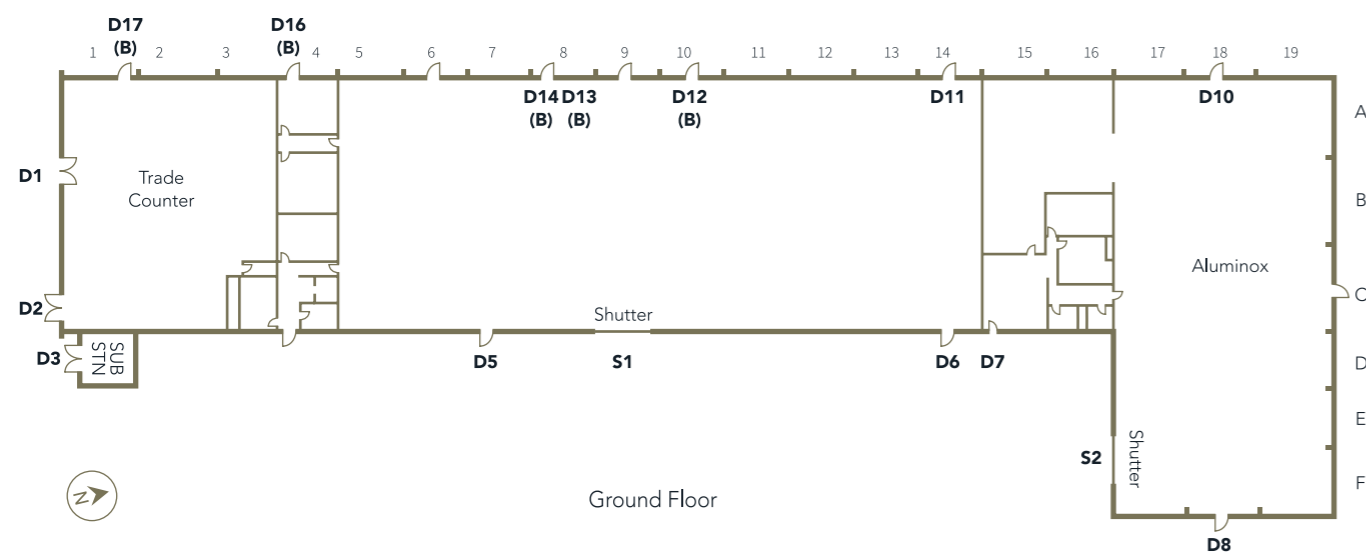 D17
(B)
D16
(B)
1 2 3 4 5 6 7 8 9 10 11 12 13 14 15 16 17 18 19
D14 D13
(B) (B)
D12
(B)
D11
D10
A
D1
Trade
Counter
B
Aluminox
D2
C
Shutter
D3
SUB
STN
D5
S1
D6
D7
D
E
S2
Shutter
F
N
Ground Floor
D8